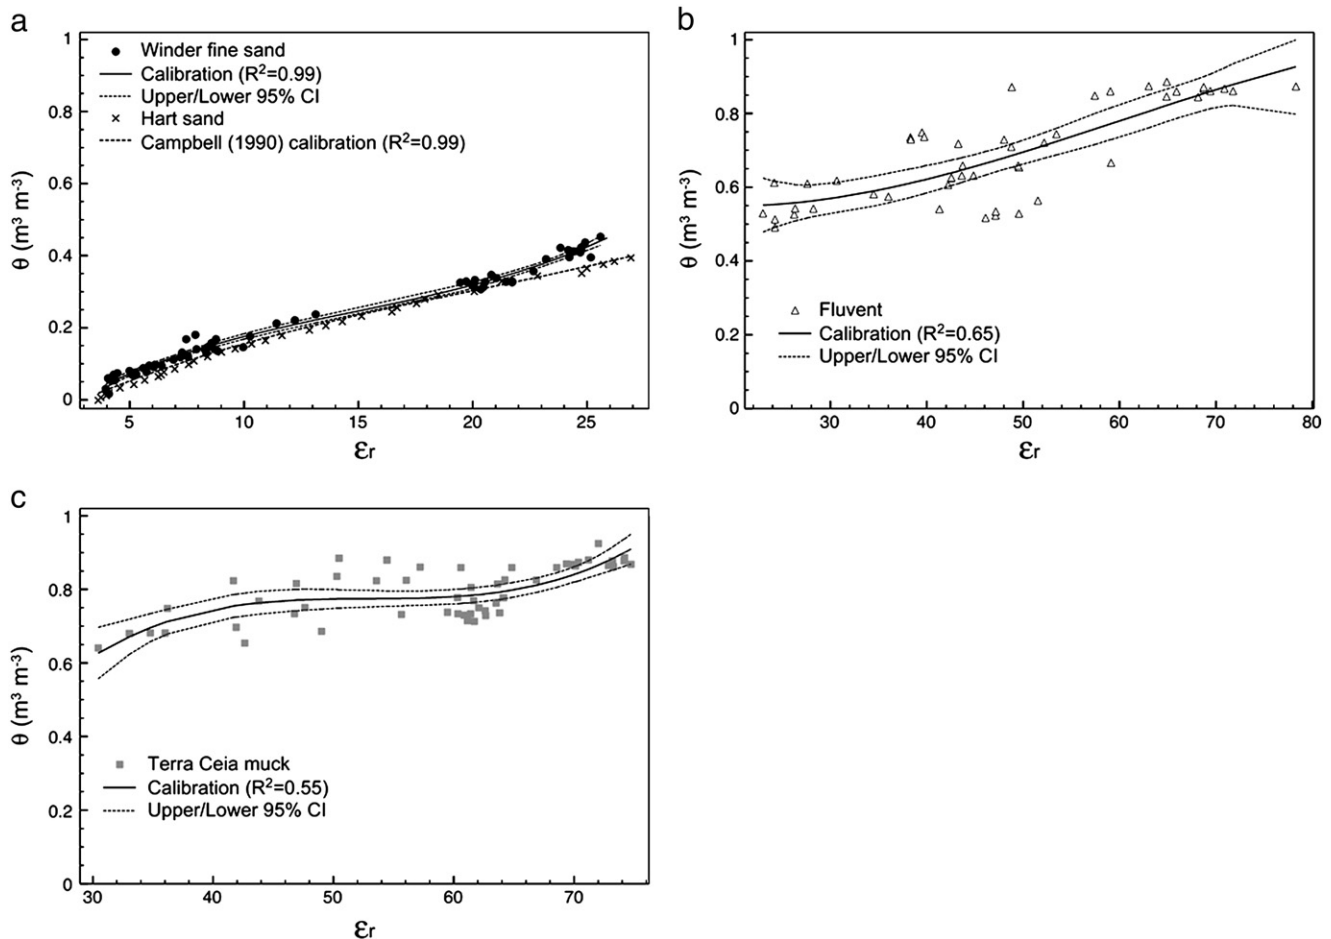 a
1
0.8
0.6
0.4
0.2
0
θ (m³ m⁻³)
Winder fine sand
Calibration (R²=0.99)
Upper/Lower 95% CI
Hart sand
Campbell (1990) calibration (R²=0.99)
5 10 15 20 25
εr
b
1
0.8
0.6
0.4
0.2
0
θ (m³ m⁻³)
Fluvent
Calibration (R²=0.65)
Upper/Lower 95% CI
30 40 50 60 70 80
εr
c
1
0.8
0.6
0.4
0.2
0
θ (m³ m⁻³)
Terra Ceia muck
Calibration (R²=0.55)
Upper/Lower 95% CI
30 40 50 60 70
εr